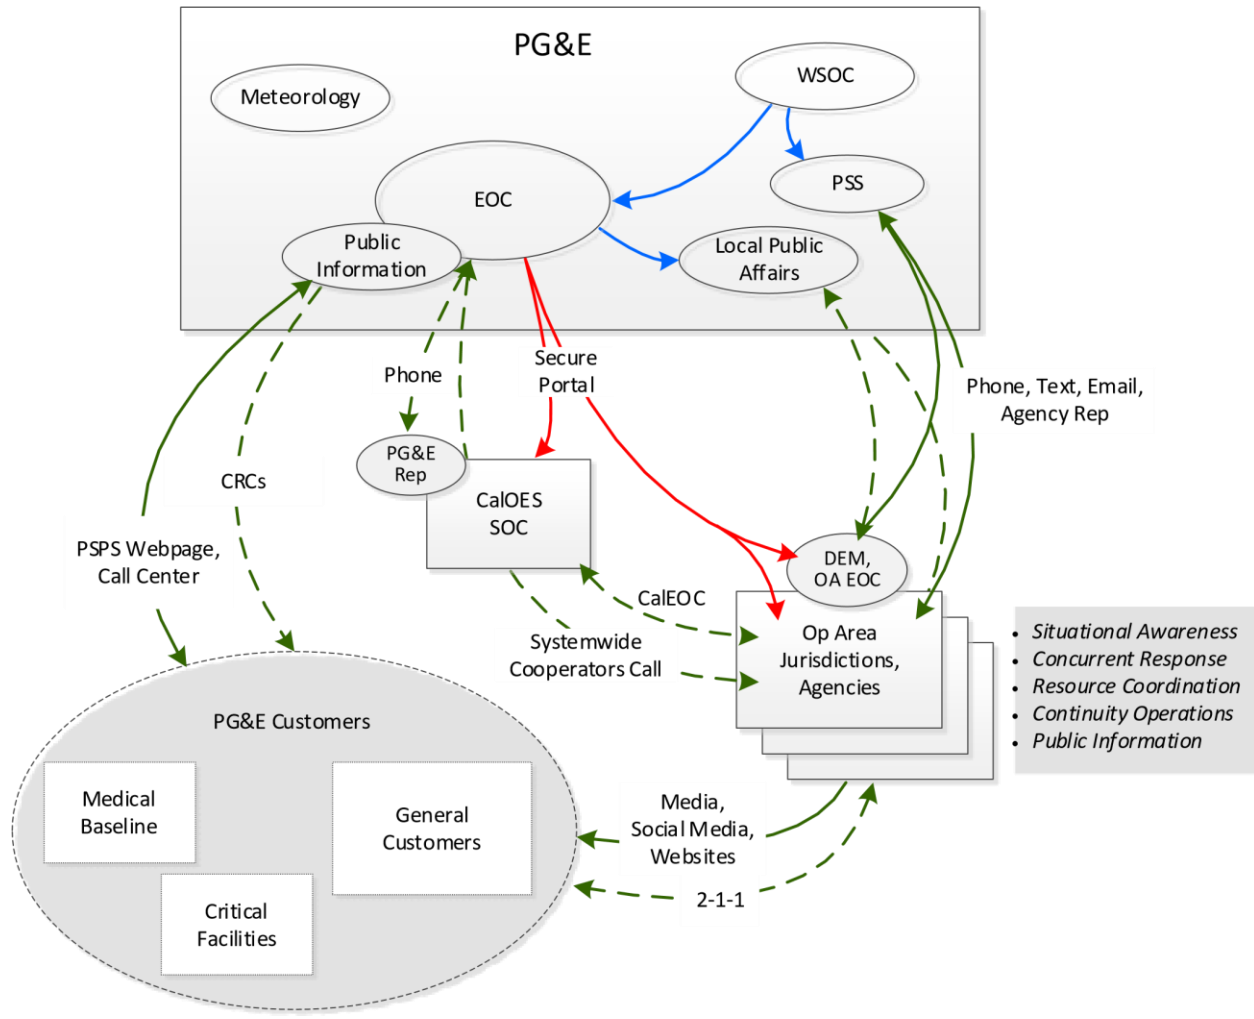 PG&E
Meteorology
WSOC
EOC
PSS
Public
Information
Local Public
Affairs
Secure
Portal
Phone
Phone, Text, Email,
Agency Rep
PG&E
Rep
CRCs
CalOES
SOC
PSPS Webpage,
Call Center
DEM,
OA EOC
CalEOC
Systemwide
Cooperators Call
Op Area
Jurisdictions,
Agencies
• Situational Awareness
• Concurrent Response
• Resource Coordination
• Continuity Operations
• Public Information
PG&E Customers
Medical
Baseline
General
Customers
Critical
Facilities
Media,
Social Media,
Websites
2-1-1